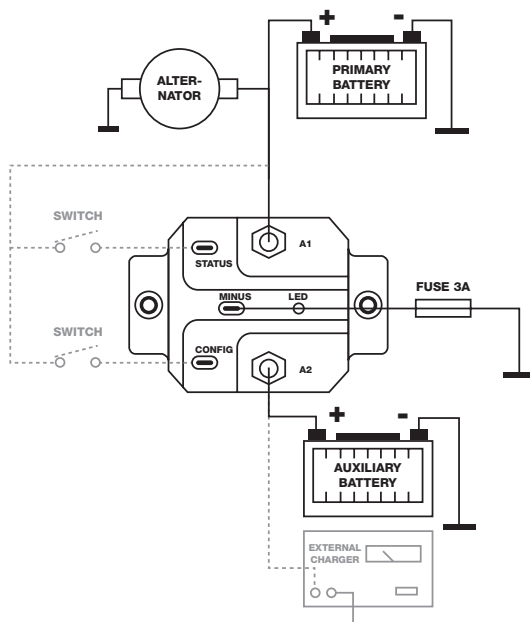 + -
ALTER-
NATOR
PRIMARY
BATTERY
SWITCH
A1
STATUS
MINUS
LED
FUSE 3A
SWITCH
CONFIG
A2
+ -
AUXILIARY
BATTERY
EXTERNAL
CHARGER